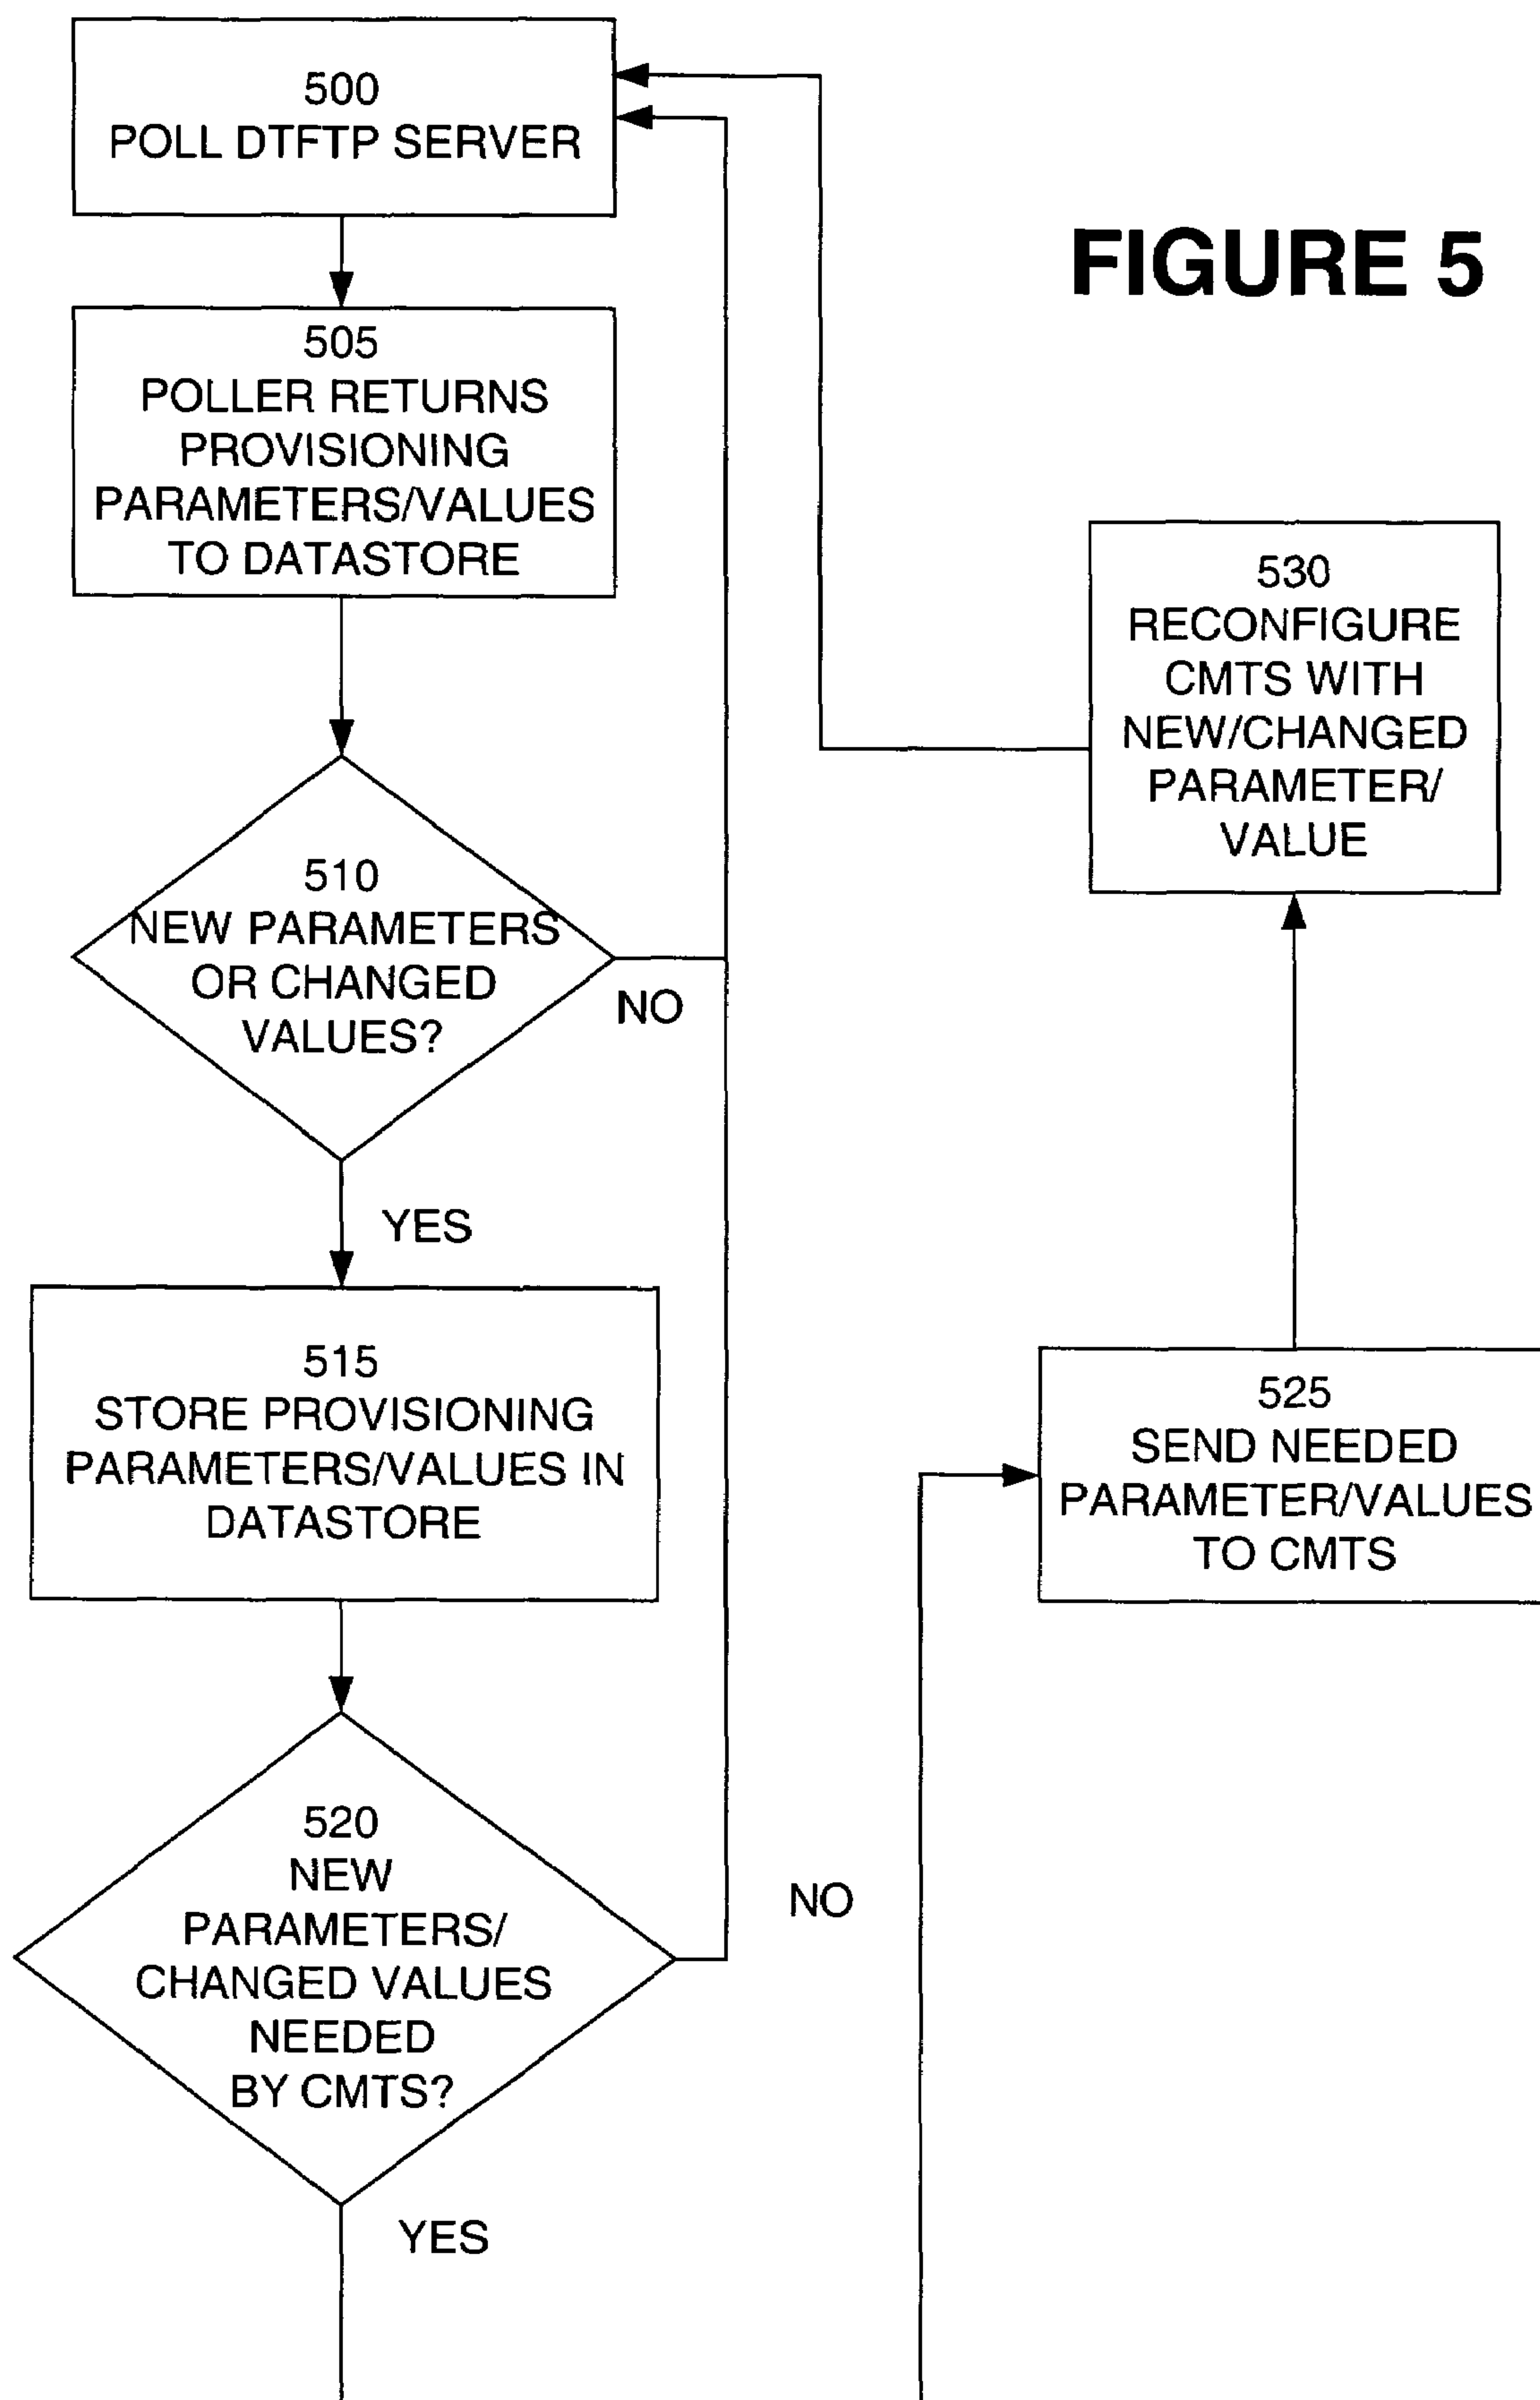 500
POLL DTFTP SERVER
FIGURE 5
505
POLLER RETURNS
PROVISIONING
PARAMETERS/VALUES
TO DATASTORE
510
NEW PARAMETERS
OR CHANGED
VALUES?
NO
YES
515
STORE PROVISIONING
PARAMETERS/VALUES IN
DATASTORE
520
NEW
PARAMETERS/
CHANGED VALUES
NEEDED
BY CMTS?
NO
YES
525
SEND NEEDED
PARAMETER/VALUES
TO CMTS
530
RECONFIGURE
CMTS WITH
NEW/CHANGED
PARAMETER/
VALUE